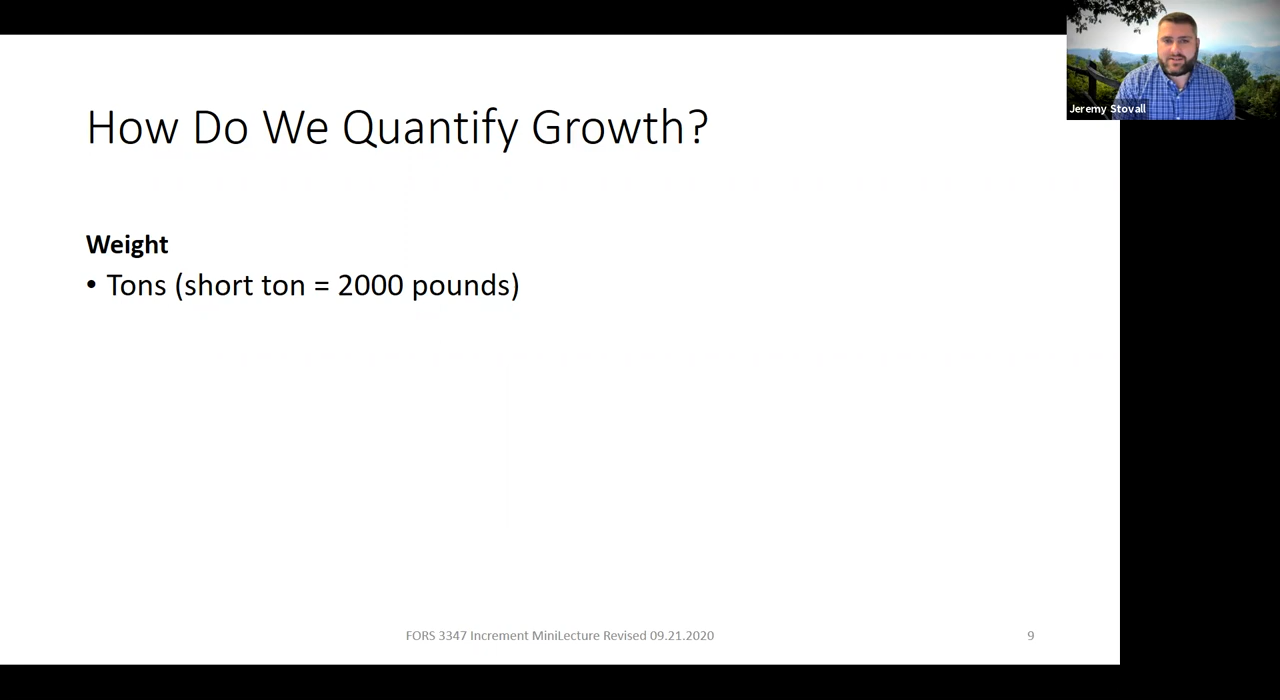 Jeremy Stovall
How Do We Quantify Growth?
Weight
• Tons (short ton = 2000 pounds)
FORS 3347 Increment MiniLecture Revised 09.21.2020
9